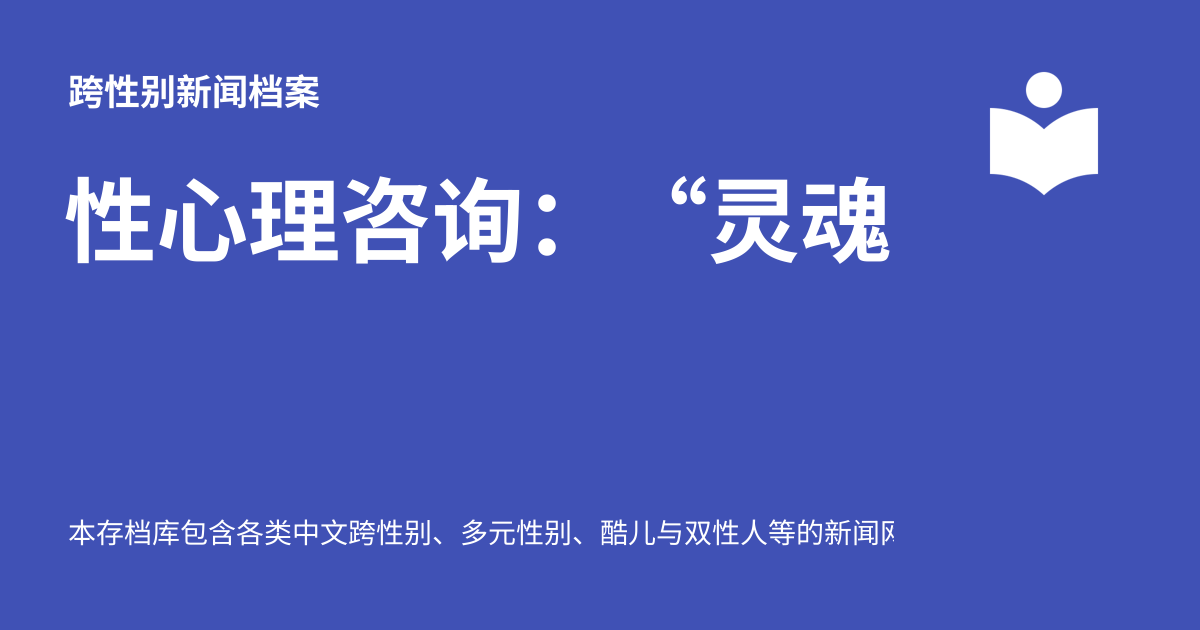 跨性别新闻档案
性心理咨询：“灵魂
本存档库包含各类中文跨性别、多元性别、酷儿与双性人等的新闻网